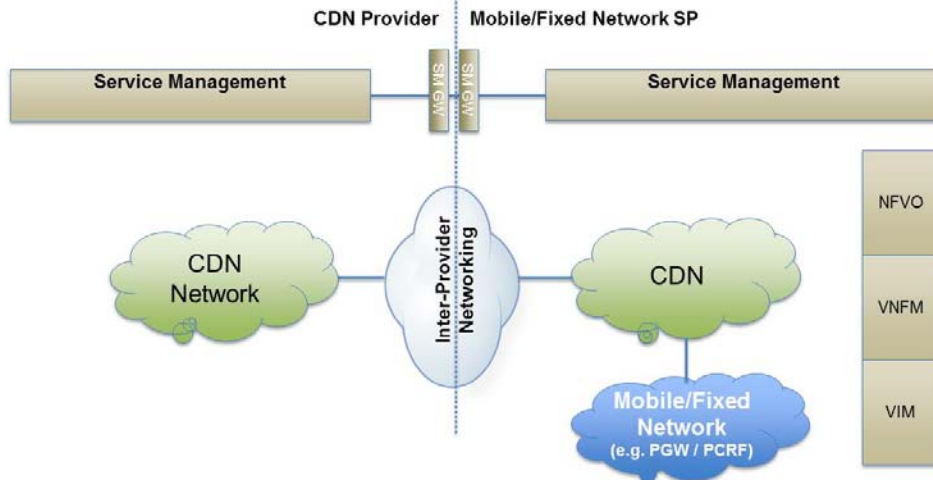 CDN Provider
Mobile/Fixed Network SP
Service Management
SM GW
SM GW
Service Management
NFVO
CDN
Network
Inter-Provider
Networking
CDN
VNFM
Mobile/Fixed
Network
(e.g. PGW / PCRF)
VIM